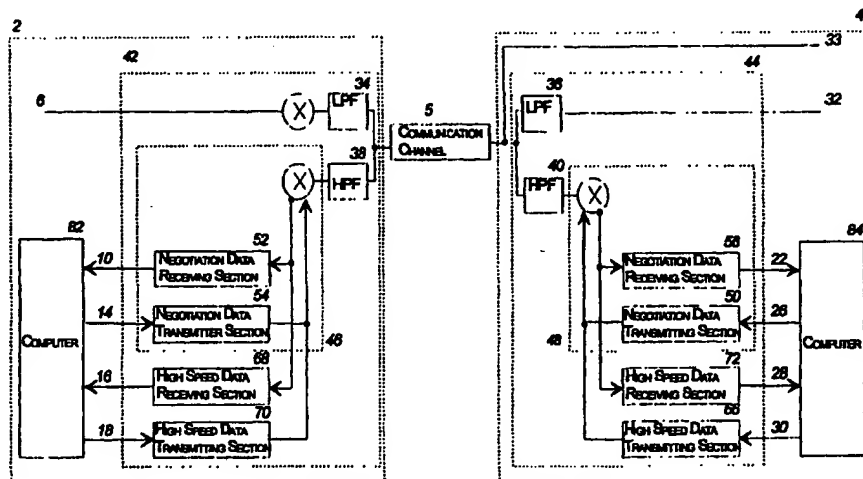 2
4
42
33
34
36
44
6
X
LPF
5
LPF
32
COMMUNICATION
CHANNEL
38
40
X
HPF
HPF
X
82
52
58
84
10
NEGOTIATION DATA
RECEIVING SECTION
NEGOTIATION DATA
RECEIVING SECTION
22
54
50
14
NEGOTIATION DATA
TRANSMITTER SECTION
NEGOTIATION DATA
TRANSMITTING SECTION
26
COMPUTER
COMPUTER
46
48
68
72
16
HIGH SPEED DATA
RECEIVING SECTION
HIGH SPEED DATA
RECEIVING SECTION
28
70
66
18
HIGH SPEED DATA
TRANSMITTING SECTION
HIGH SPEED DATA
TRANSMITTING SECTION
30